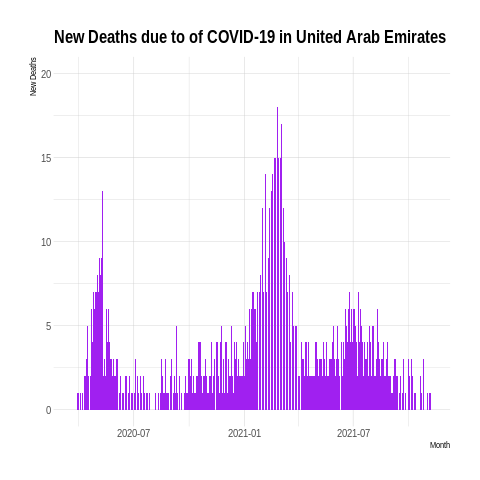 New Deaths due to of COVID-19 in United Arab Emirates
New Deaths
20
15
10
5
0
2020-07 2021-01 2021-07
Month